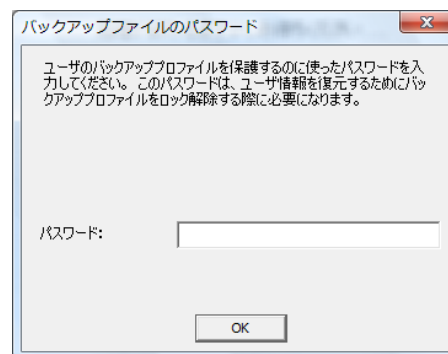 バックアップファイルのパスワード
ユーザのバックアッププロファイルを保護するのに使ったパスワードを入
力してください。このパスワードは、ユーザ情報を復元するためにバッ
クアッププロファイルをロック解除する際に必要になります。
パスワード:
OK